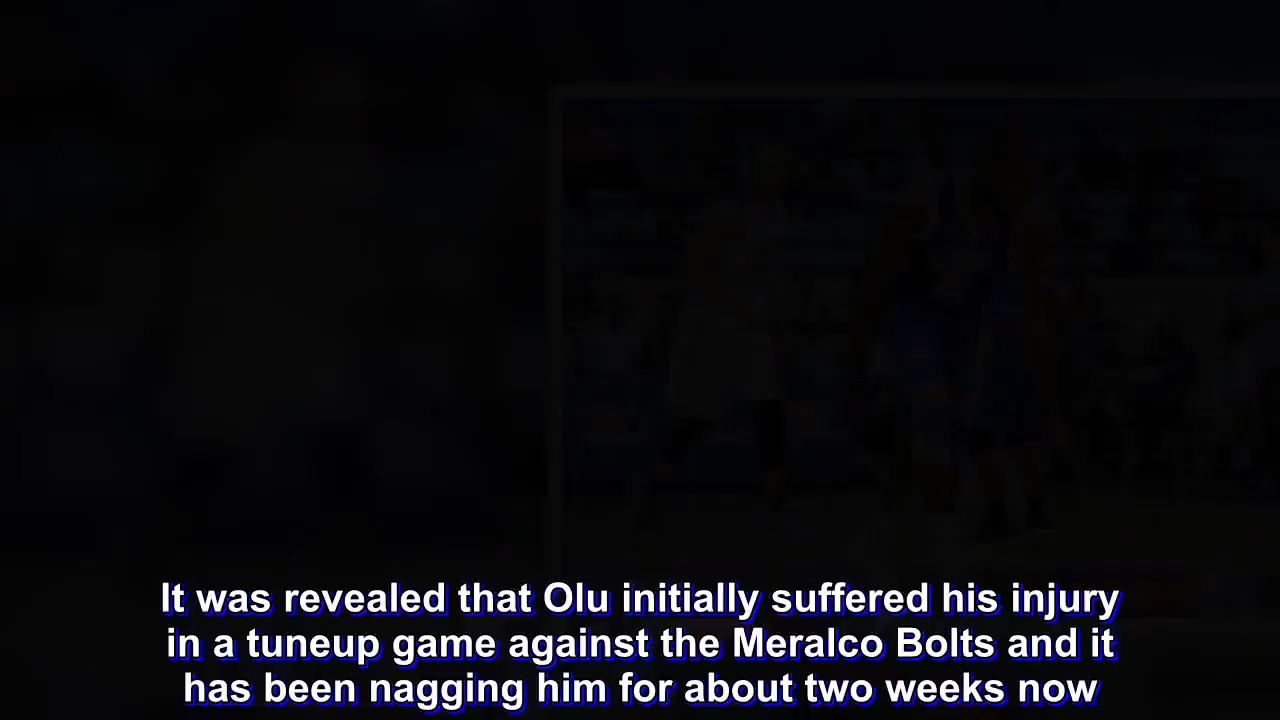 It was revealed that Olu initially suffered his injury
in a tuneup game against the Meralco Bolts and it
has been nagging him for about two weeks now